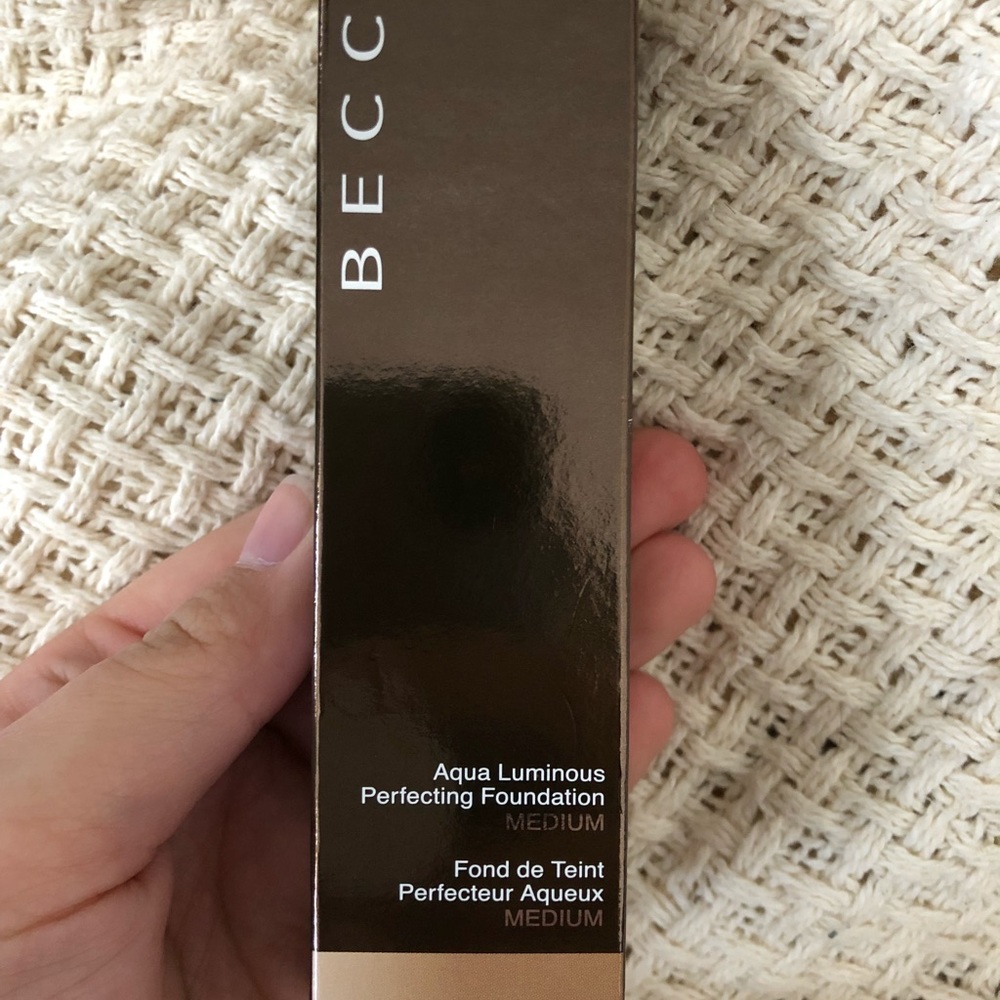 BECC
Aqua Luminous
Perfecting Foundation
MEDIUM
Fond de Teint
Perfecteur Aqueux
MEDIUM